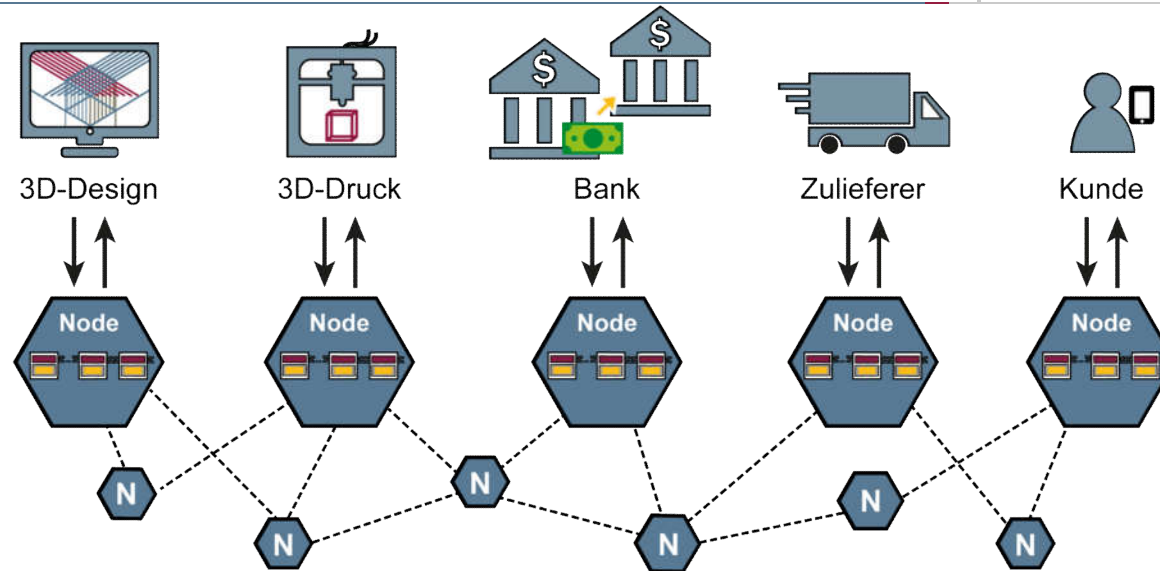 $
$
3D-Design
3D-Druck
Bank
Zulieferer
Kunde
Node
Node
Node
Node
Node
N
N
N
N
N
N